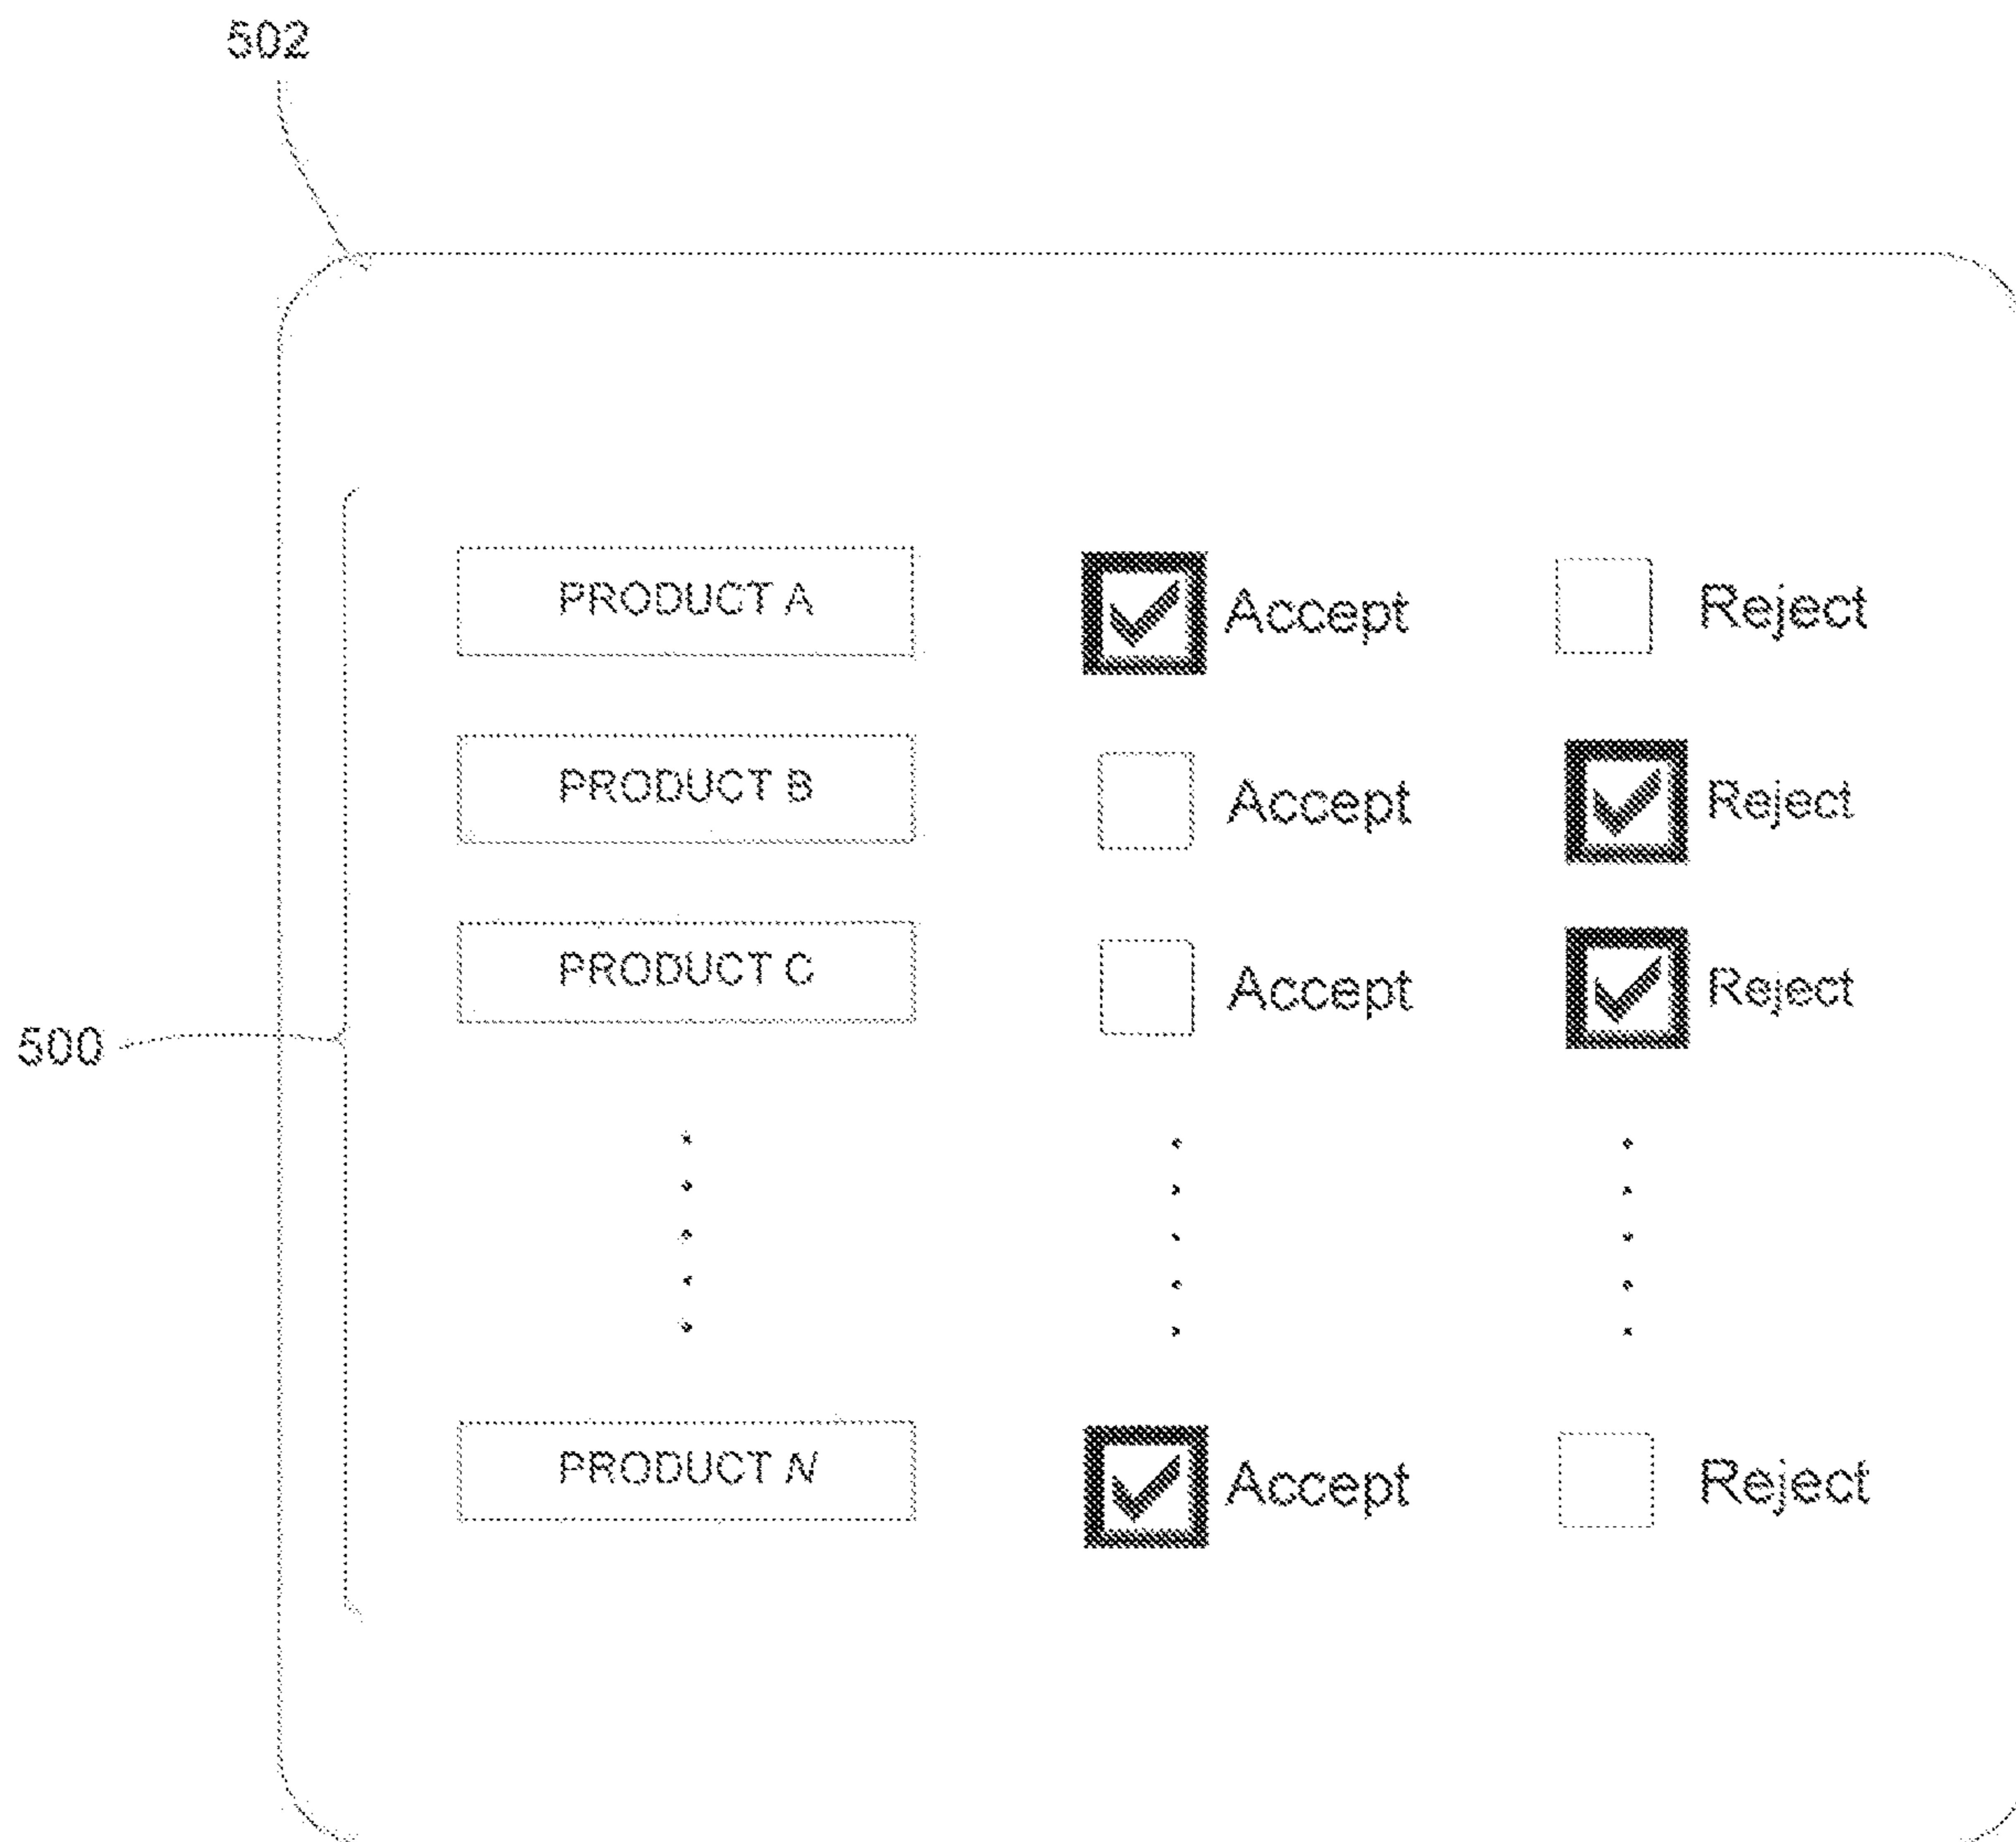 502
PRODUCT A Accept Reject
PRODUCT B Accept Reject
PRODUCT C Accept Reject
500
PRODUCT N Accept Reject